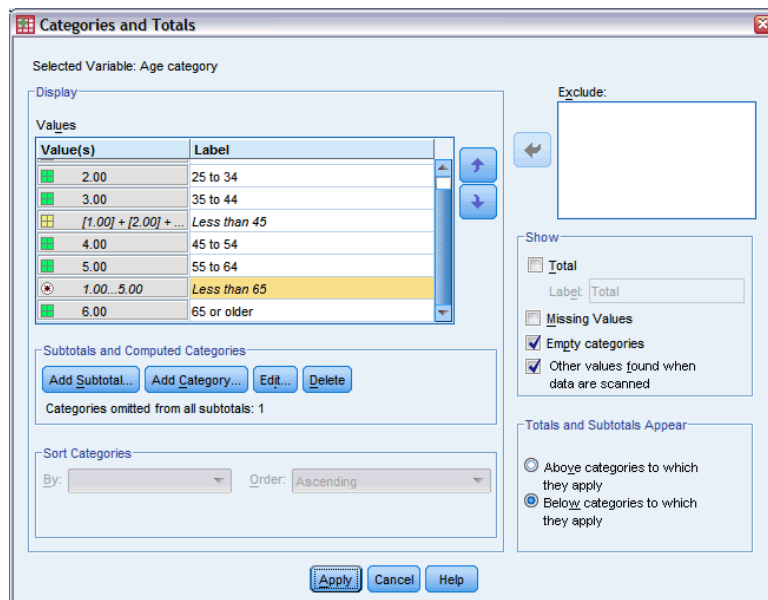 Categories and Totals
Selected Variable: Age category
Display
Values
Value(s) Label
2.00 25 to 34
3.00 35 to 44
[1.00] + [2.00] + ... Less than 45
4.00 45 to 54
5.00 55 to 64
1.00...5.00 Less than 65
6.00 65 or older
Subtotals and Computed Categories
Add Subtotal... Add Category... Edit... Delete
Categories omitted from all subtotals: 1
Sort Categories
By: Order: Ascending
Exclude:
Show
Total
Label: Total
Missing Values
Empty categories
Other values found when
data are scanned
Totals and Subtotals Appear
Above categories to which
they apply
Below categories to which
they apply
Apply Cancel Help